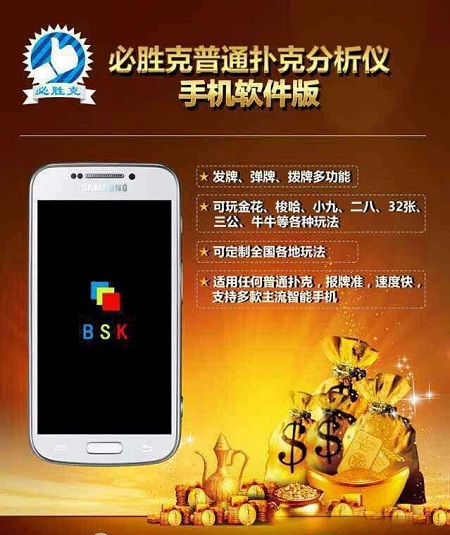 必胜克普通扑克分析仪
手机软件版
必胜克
SAMSUNG
★发牌、弹牌、拨牌多功能
★可玩金花、梭哈、小九、二八、32张、
三公、牛牛等各种玩法
★可定制全国各地玩法
★适用任何普通扑克，报牌准，速度快，
支持多款主流智能手机
BSK
$
$